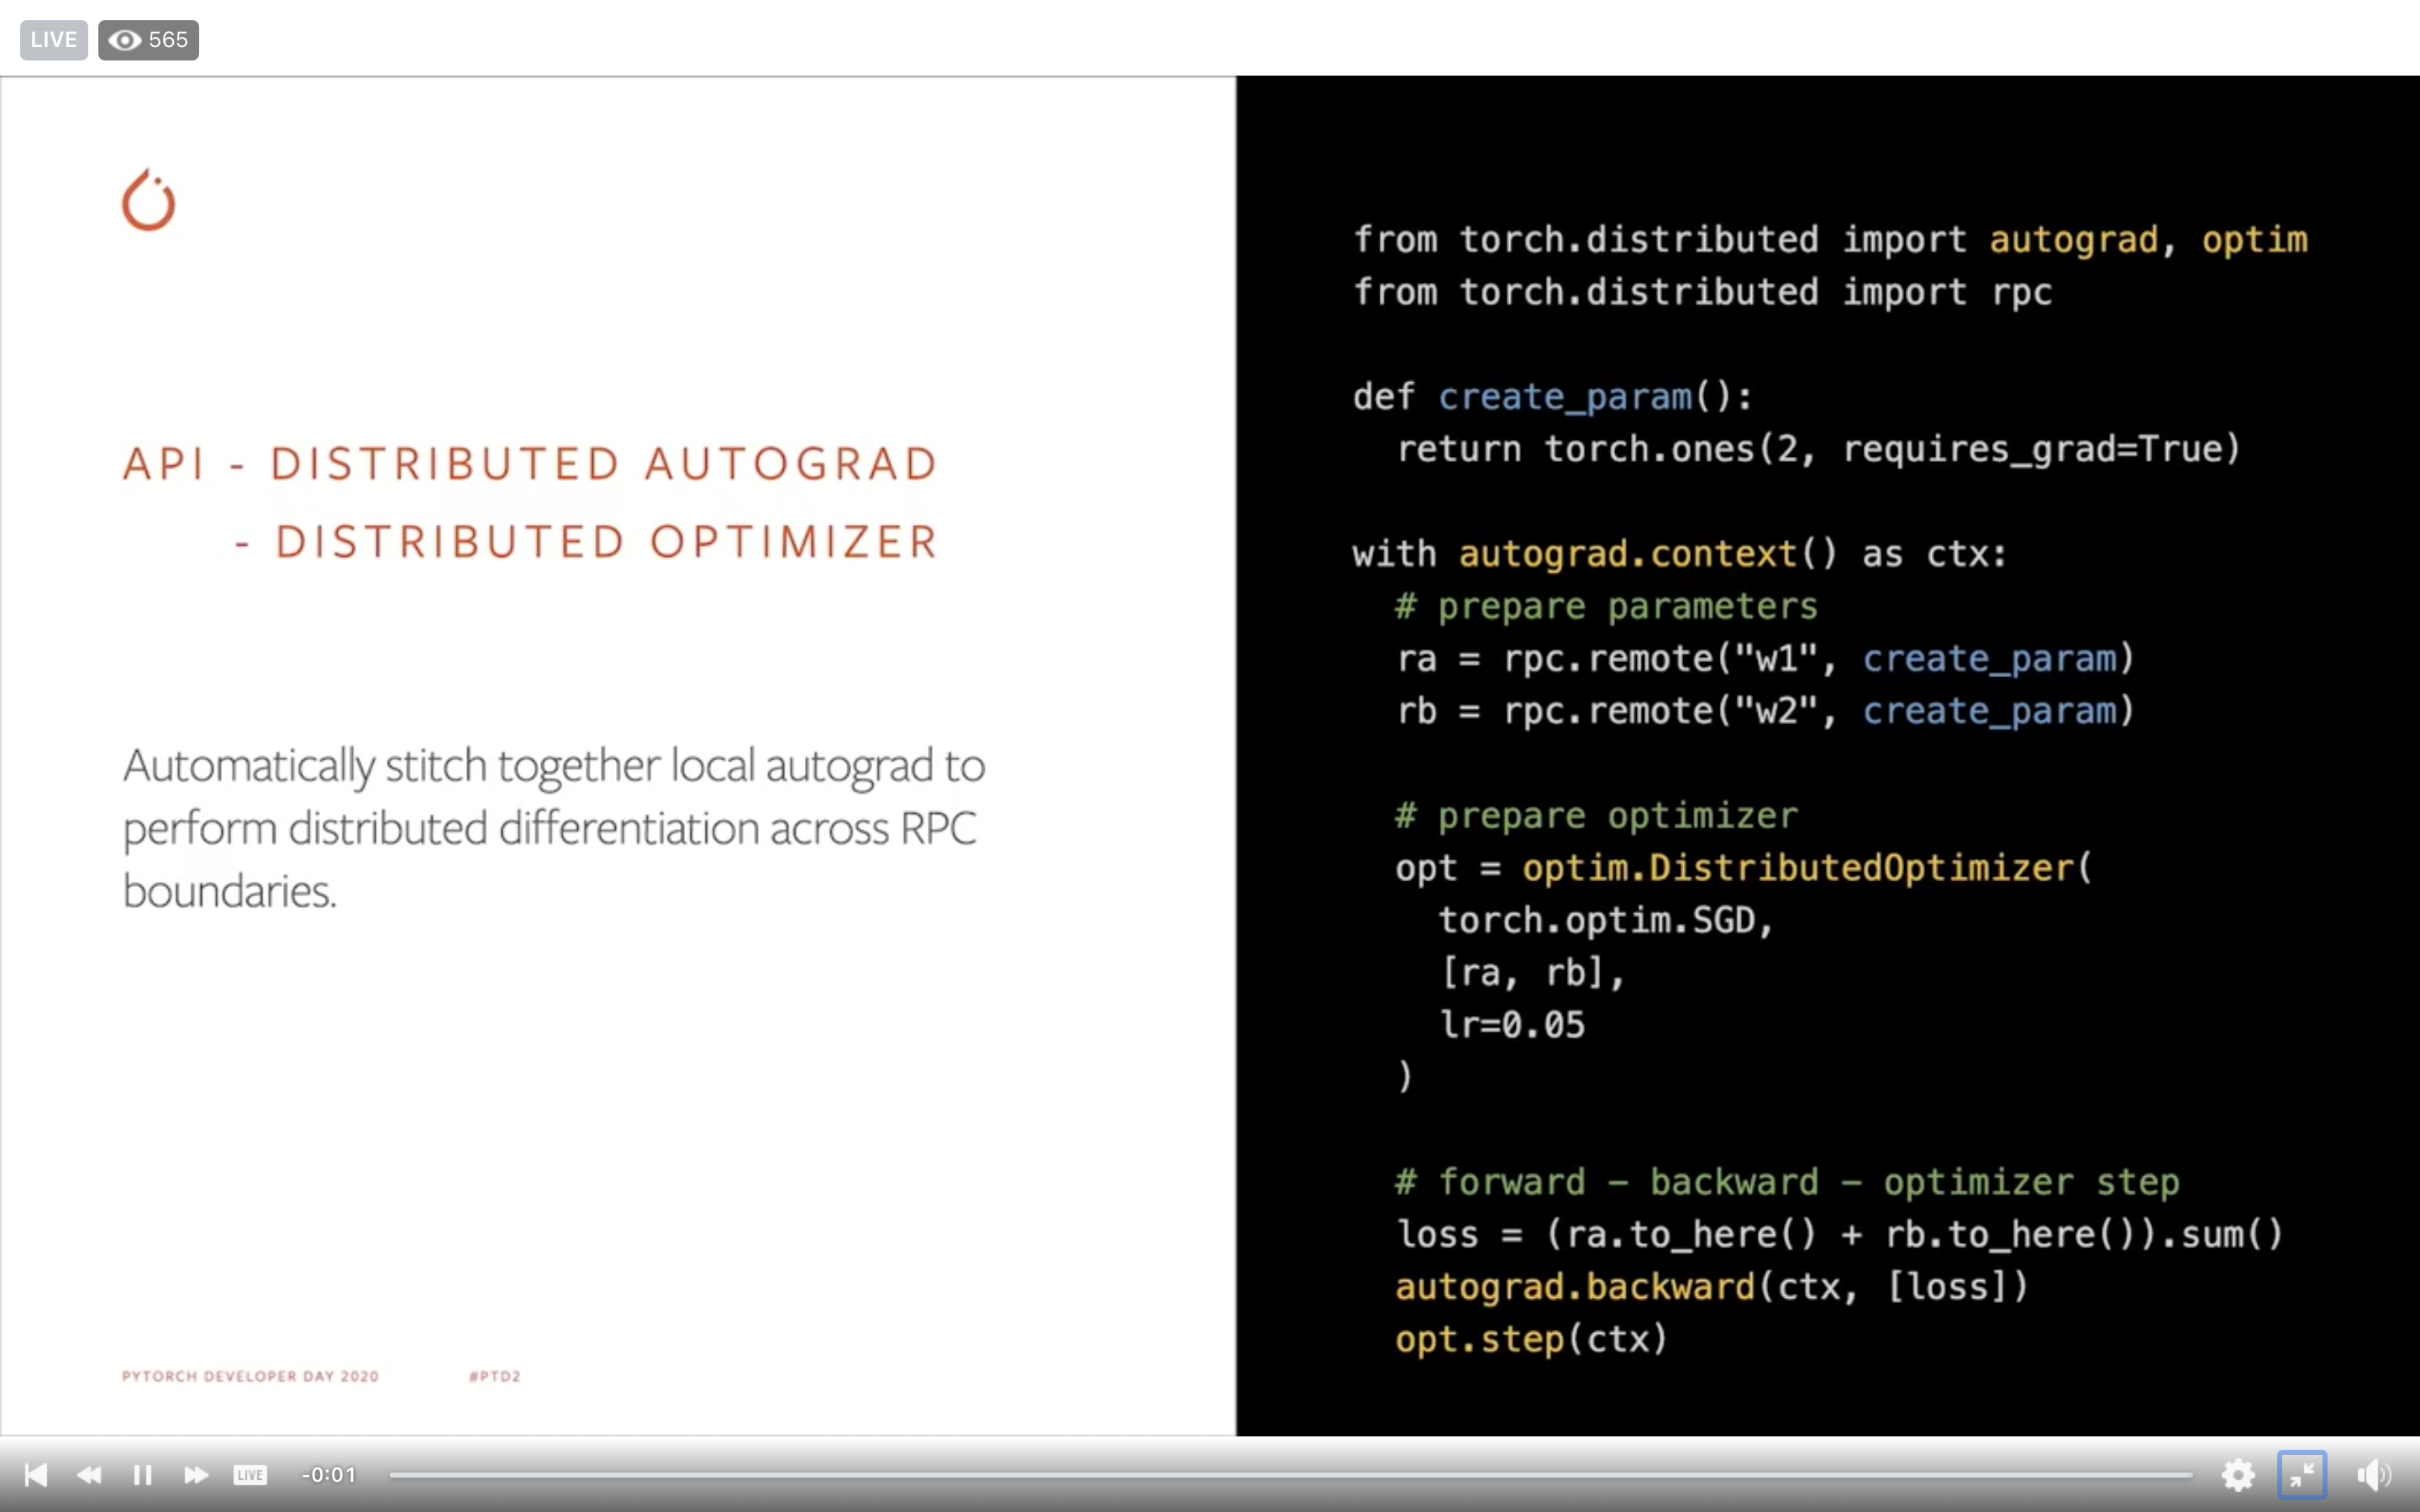 LIVE 565
API - DISTRIBUTED AUTOGRAD
- DISTRIBUTED OPTIMIZER
Automatically stitch together local autograd to
perform distributed differentiation across RPC
boundaries.
PYTORCH DEVELOPER DAY 2020 #PTD2
from torch.distributed import autograd, optim
from torch.distributed import rpc
def create_param():
return torch.ones(2, requires_grad=True)
with autograd.context() as ctx:
# prepare parameters
ra = rpc.remote("w1", create_param)
rb = rpc.remote("w2", create_param)
# prepare optimizer
opt = optim.DistributedOptimizer(
torch.optim.SGD,
[ra, rb],
lr=0.05
)
# forward – backward – optimizer step
loss = (ra.to_here() + rb.to_here()).sum()
autograd.backward(ctx, [loss])
opt.step(ctx)
LIVE -0:01